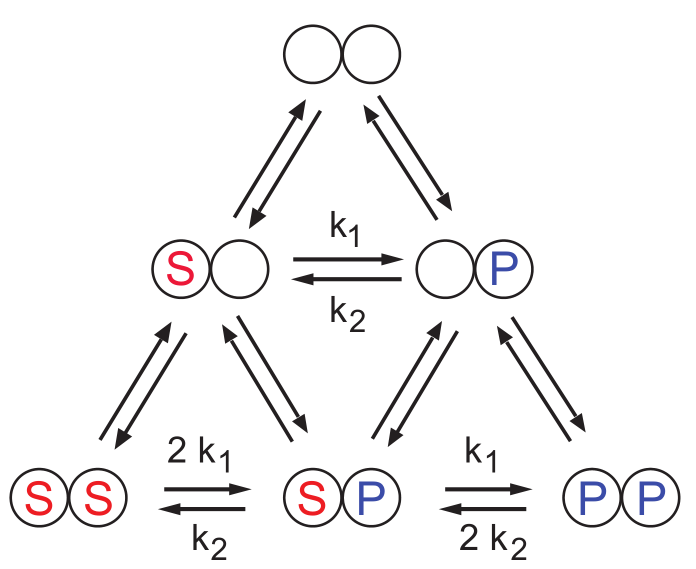 k1
S P
k2
2 k1 k1
S S S P P P
k2 2 k2